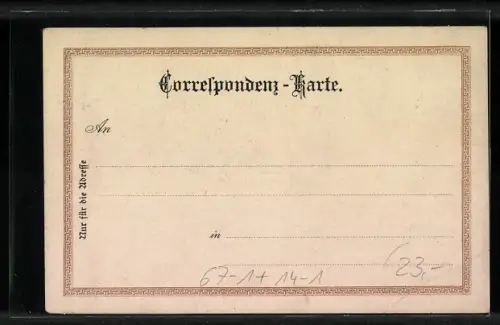 Correspondenz-Karte.
An
Nur für die Adresse
in
67-1+14-1
23,-